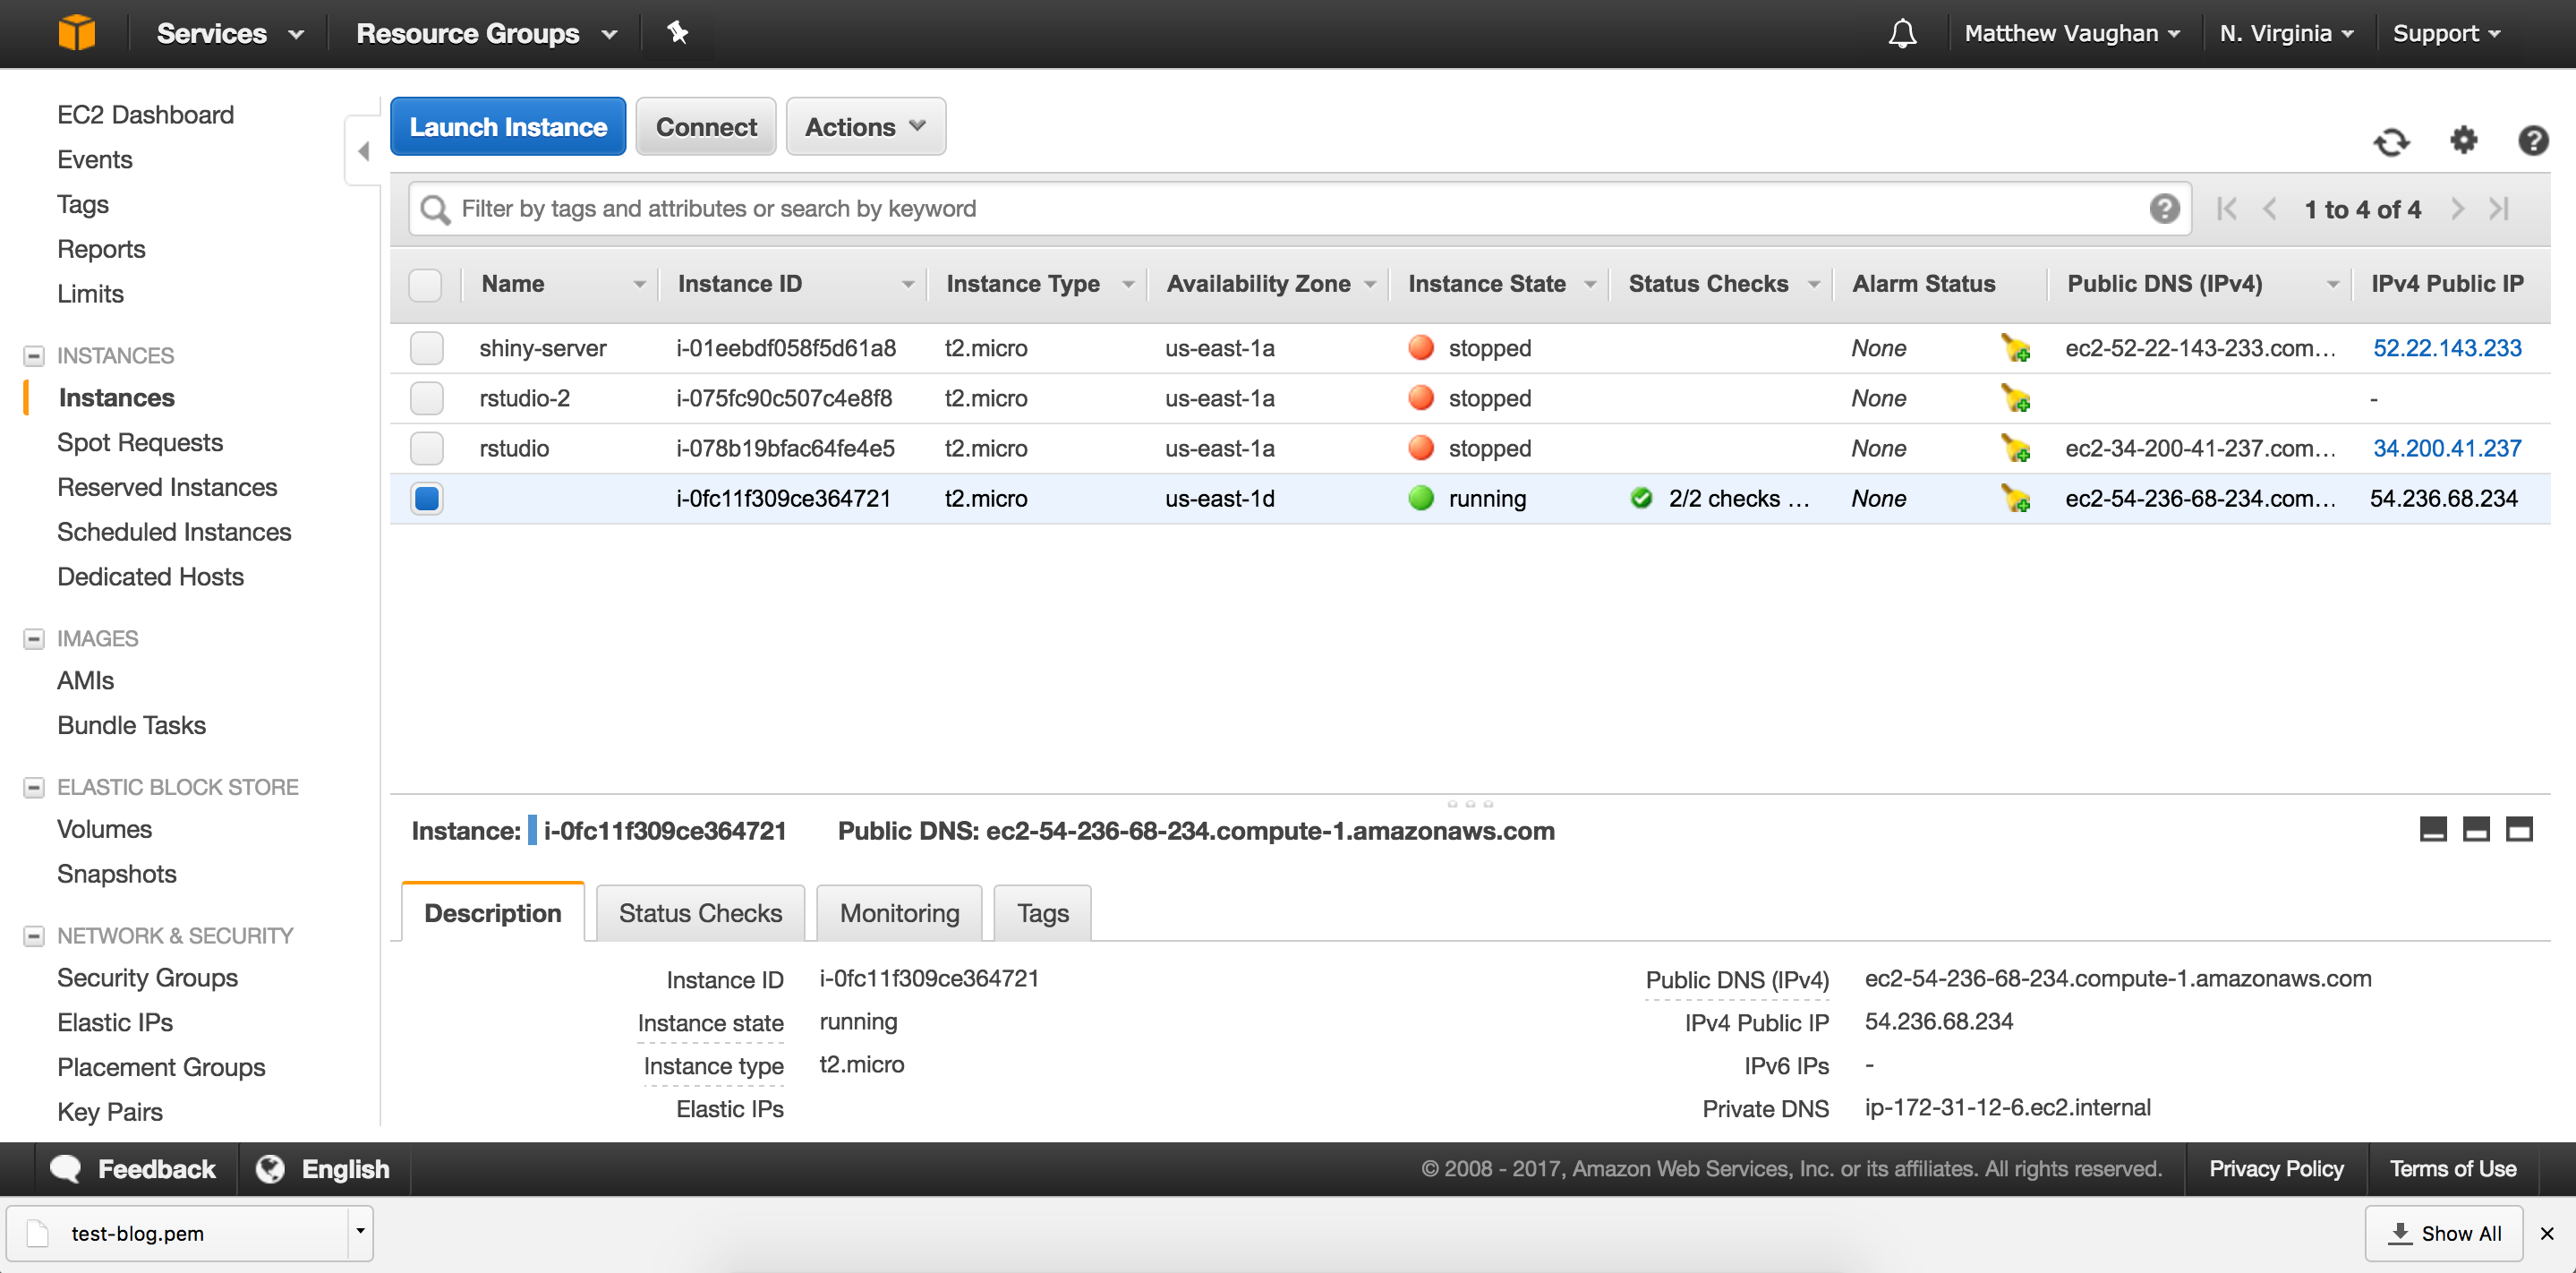 Services
Resource Groups
Matthew Vaughan
N. Virginia
Support
EC2 Dashboard
Events
Tags
Reports
Limits
INSTANCES
Instances
Spot Requests
Reserved Instances
Scheduled Instances
Dedicated Hosts
IMAGES
AMIs
Bundle Tasks
ELASTIC BLOCK STORE
Volumes
Snapshots
NETWORK & SECURITY
Security Groups
Elastic IPs
Placement Groups
Key Pairs
Launch Instance
Connect
Actions
Filter by tags and attributes or search by keyword
1 to 4 of 4
Name Instance ID Instance Type Availability Zone Instance State Status Checks Alarm Status Public DNS (IPv4) IPv4 Public IP
shiny-server i-01eebdf058f5d61a8 t2.micro us-east-1a stopped None ec2-52-22-143-233.com... 52.22.143.233
rstudio-2 i-075fc90c507c4e8f8 t2.micro us-east-1a stopped None -
rstudio i-078b19bfac64fe4e5 t2.micro us-east-1a stopped None ec2-34-200-41-237.com... 34.200.41.237
i-0fc11f309ce364721 t2.micro us-east-1d running 2/2 checks ... None ec2-54-236-68-234.com... 54.236.68.234
Instance: i-0fc11f309ce364721 Public DNS: ec2-54-236-68-234.compute-1.amazonaws.com
Description
Status Checks
Monitoring
Tags
Instance ID i-0fc11f309ce364721
Instance state running
Instance type t2.micro
Elastic IPs
Public DNS (IPv4) ec2-54-236-68-234.compute-1.amazonaws.com
IPv4 Public IP 54.236.68.234
IPv6 IPs -
Private DNS ip-172-31-12-6.ec2.internal
Feedback
English
© 2008 - 2017, Amazon Web Services, Inc. or its affiliates. All rights reserved.
Privacy Policy
Terms of Use
test-blog.pem
Show All